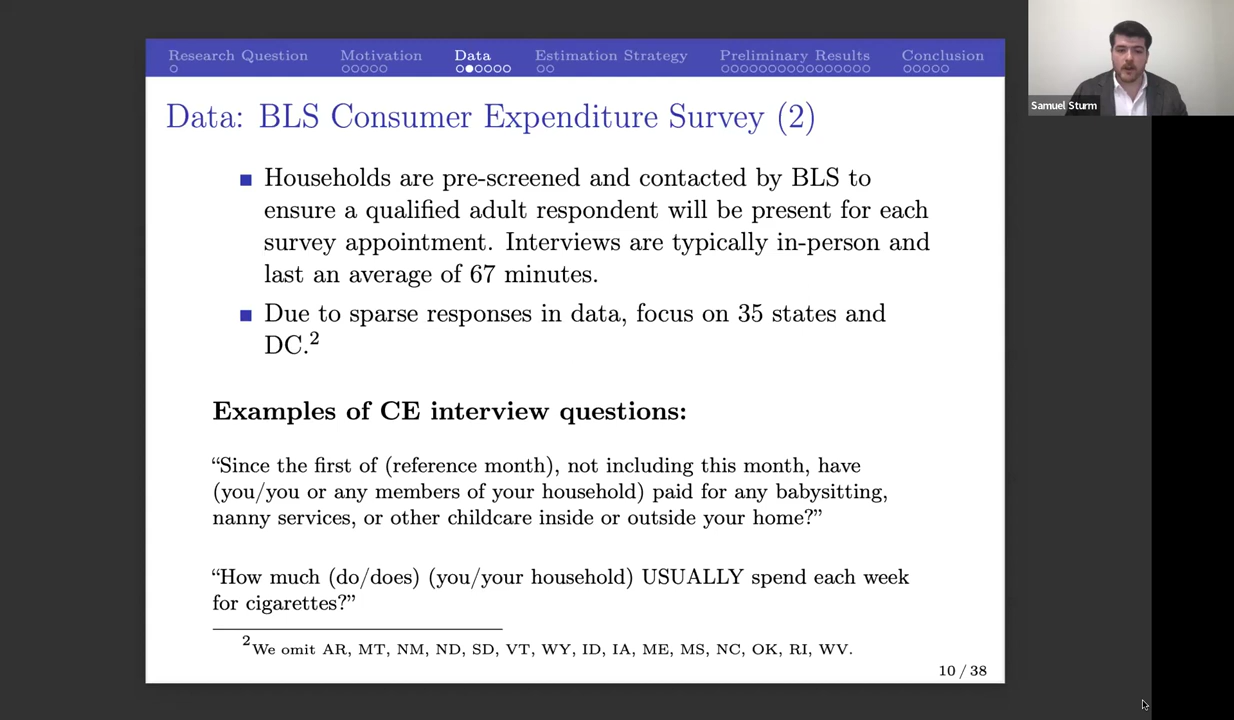 Research Question
Motivation
Data
Estimation Strategy
Preliminary Results
Conclusion
Samuel Sturm
Data: BLS Consumer Expenditure Survey (2)
Households are pre-screened and contacted by BLS to
ensure a qualified adult respondent will be present for each
survey appointment. Interviews are typically in-person and
last an average of 67 minutes.
Due to sparse responses in data, focus on 35 states and
DC.²
Examples of CE interview questions:
“Since the first of (reference month), not including this month, have
(you/you or any members of your household) paid for any babysitting,
nanny services, or other childcare inside or outside your home?”
“How much (do/does) (you/your household) USUALLY spend each week
for cigarettes?”
²We omit AR, MT, NM, ND, SD, VT, WY, ID, IA, ME, MS, NC, OK, RI, WV.
10 / 38